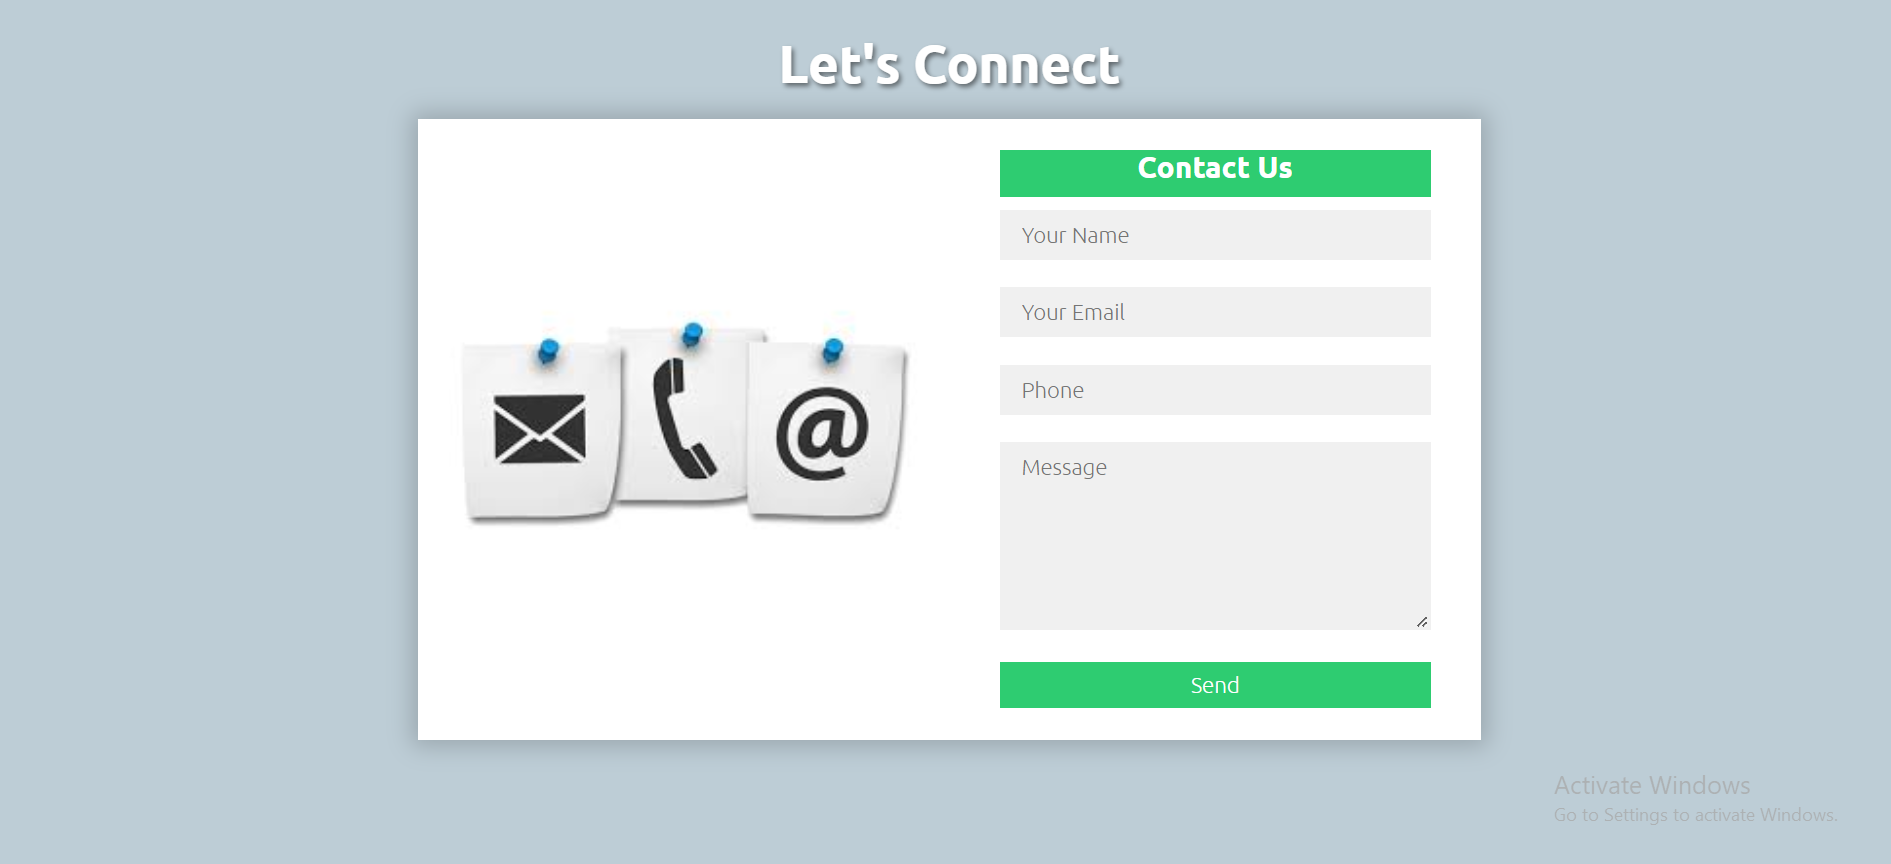 Let's Connect
Contact Us
Your Name
Your Email
Phone
Message
Send
@
Activate Windows
Go to Settings to activate Windows.